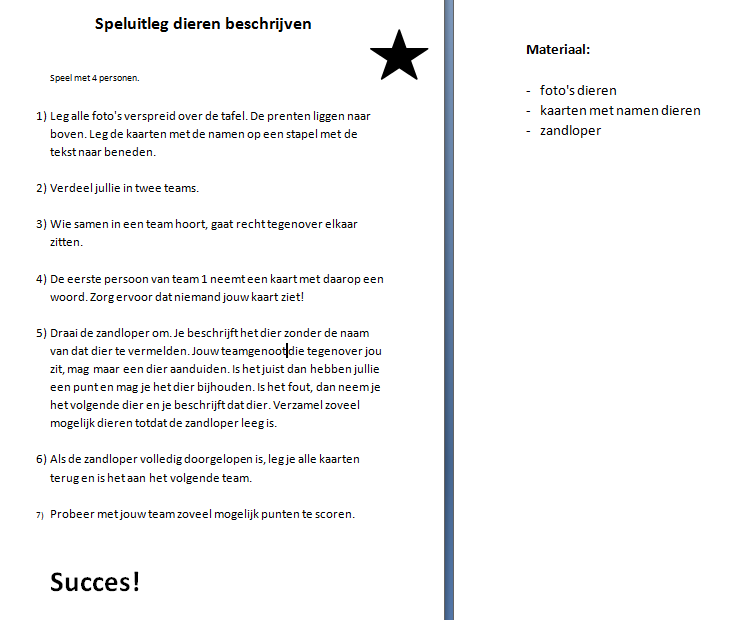 Speluitleg dieren beschrijven
Speel met 4 personen.
1) Leg alle foto's verspreid over de tafel. De prenten liggen naar
boven. Leg de kaarten met de namen op een stapel met de
tekst naar beneden.
2) Verdeel jullie in twee teams.
3) Wie samen in een team hoort, gaat recht tegenover elkaar
zitten.
4) De eerste persoon van team 1 neemt een kaart met daarop een
woord. Zorg ervoor dat niemand jouw kaart ziet!
5) Draai de zandloper om. Je beschrijft het dier zonder de naam
van dat dier te vermelden. Jouw teamgenoot die tegenover jou
zit, mag maar een dier aanduiden. Is het juist dan hebben jullie
een punt en mag je het dier bijhouden. Is het fout, dan neem je
het volgende dier en je beschrijft dat dier. Verzamel zoveel
mogelijk dieren totdat de zandloper leeg is.
6) Als de zandloper volledig doorgelopen is, leg je alle kaarten
terug en is het aan het volgende team.
7) Probeer met jouw team zoveel mogelijk punten te scoren.
Succes!
Materiaal:
- foto's dieren
- kaarten met namen dieren
- zandloper